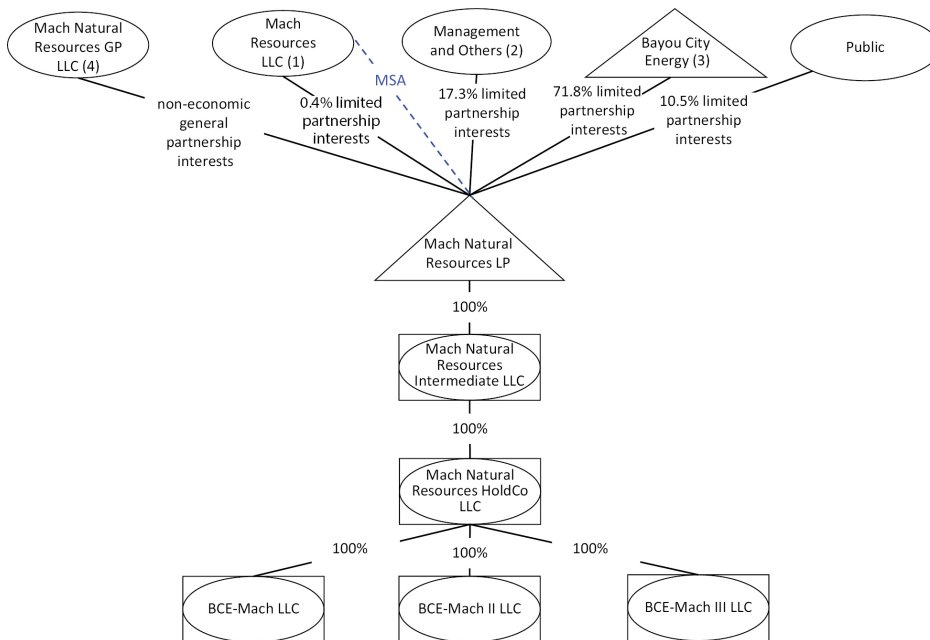 Mach Natural
Resources GP
LLC (4)
Mach
Resources
LLC (1)
Management
and Others (2)
Bayou City
Energy (3)
Public
MSA
non-economic
general
partnership
interests
0.4% limited
partnership
interests
17.3% limited
partnership
interests
71.8% limited
partnership
interests
10.5% limited
partnership
interests
Mach Natural
Resources LP
100%
Mach Natural
Resources
Intermediate LLC
100%
Mach Natural
Resources HoldCo
LLC
100%
100%
100%
BCE-Mach LLC
BCE-Mach II LLC
BCE-Mach III LLC